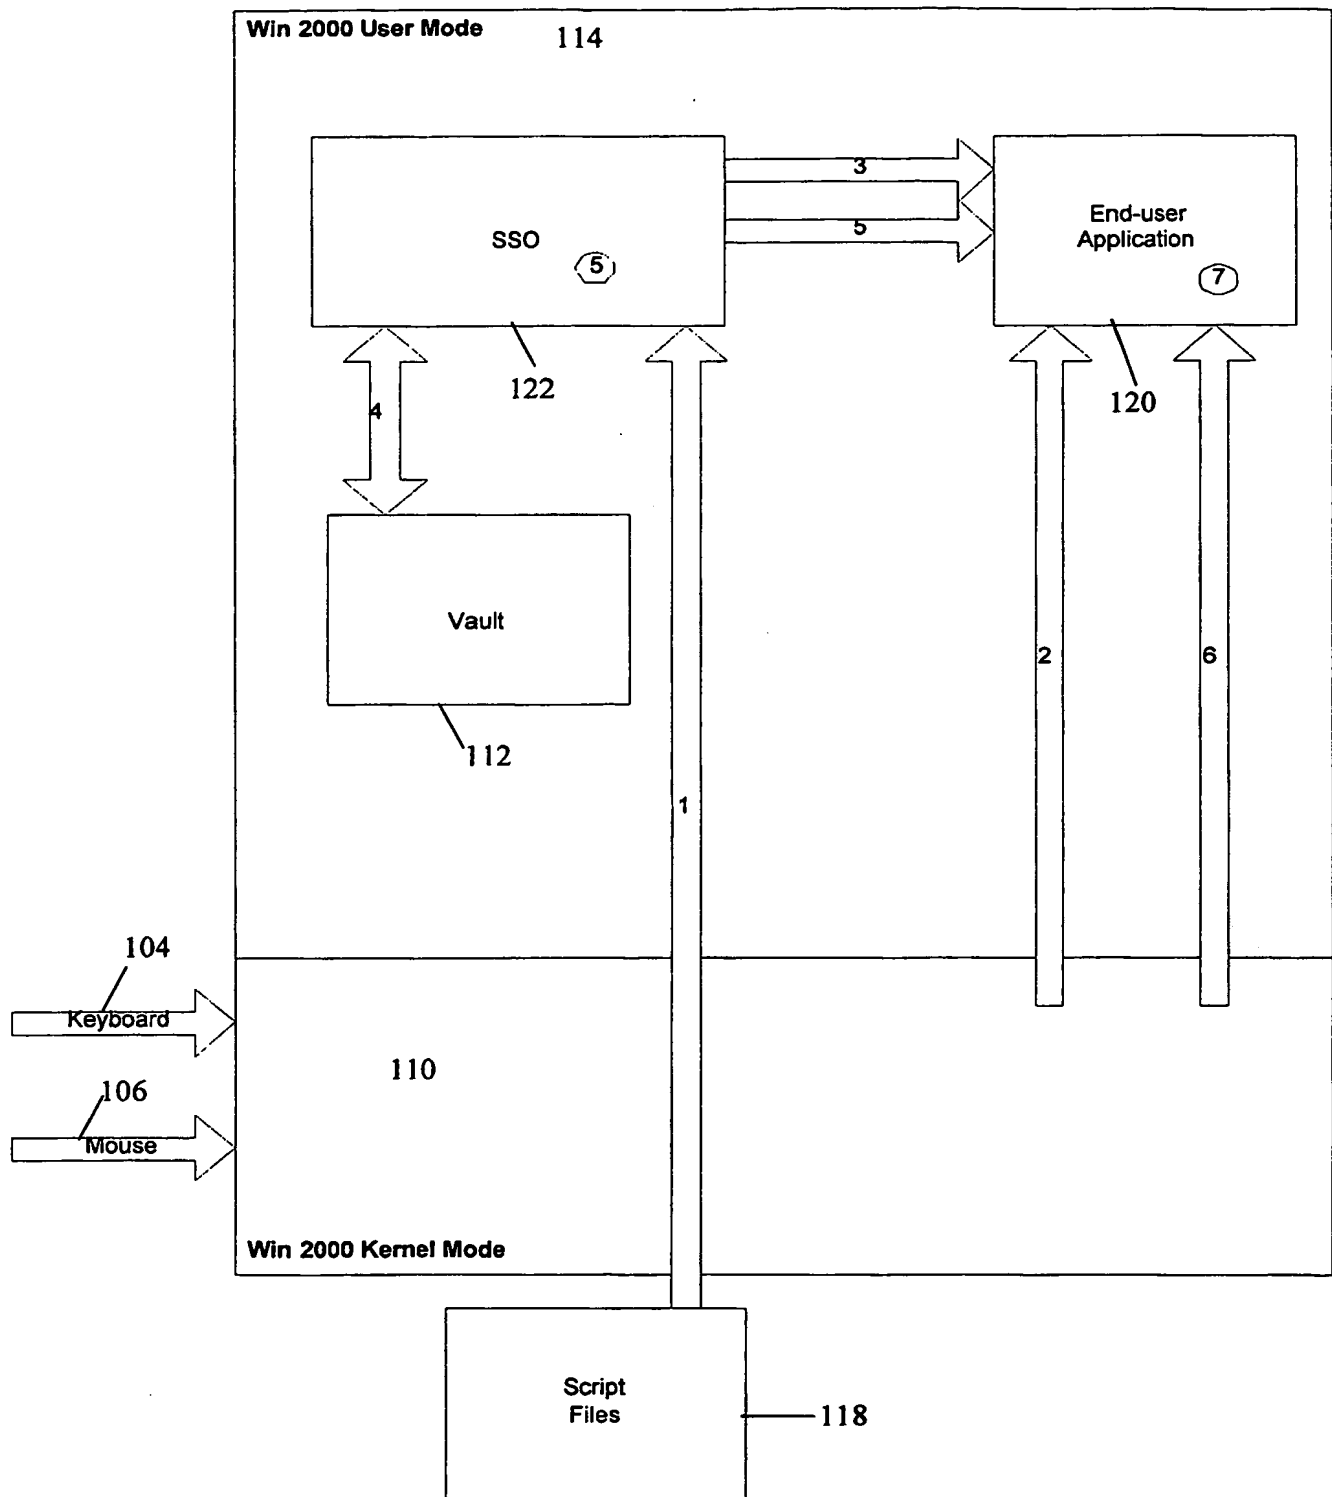 Win 2000 User Mode
114
3
SSO
5
5
End-user
Application
7
122
120
4
Vault
2
6
112
1
104
Keyboard
110
106
Mouse
Win 2000 Kernel Mode
Script
Files
118